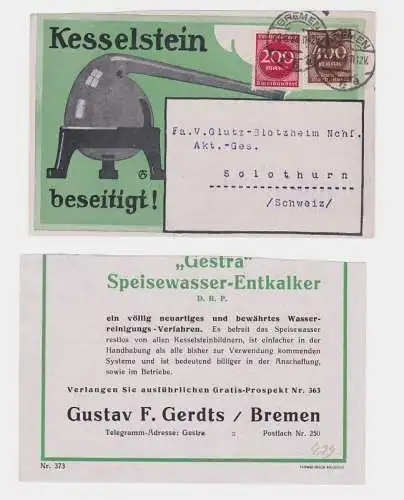 Kesselstein
beseitigt!
BREMEN
200
MARK
400
MARK
Fa.V.Glutz-Blotzheim Nchf.
Akt.-Ges.
Solothurn
/Schweiz/
„Gestra"
Speisewasser-Entkalker
D. R. P.
ein völlig neuartiges und bewährtes Wasser-
reinigungs-Verfahren. Es befreit das Speisewasser
restlos von allen Kesselsteinbildnern, ist einfacher in der
Handhabung als alle bisher zur Verwendung kommenden
Systeme und ist bedeutend billiger in der Anschaffung,
sowie im Betriebe.
Verlangen Sie ausführlichen Gratis-Prospekt Nr. 363
Gustav F. Gerdts / Bremen
Telegramm-Adresse: Gestra :: Postfach Nr. 250
Nr. 373